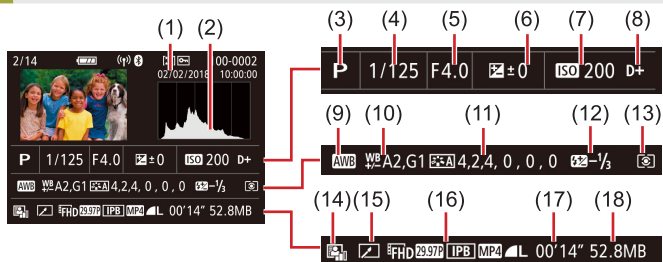 (1) (2) (3) (4) (5) (6) (7) (8)
2/14 00-0002
02/02/2018 10:00:00
P 1/125 F4.0 ±0 ISO 200 D+
P 1/125 F4.0 ±0 ISO 200 D+
(9) (10) (11) (12) (13)
AWB WB +/- A2,G1 A 4,2,4, 0, 0, 0 -1/3
AWB WB +/- A2,G1 A 4,2,4, 0, 0, 0 -1/3
(14) (15) (16) (17) (18)
FHD 29.97P IPB MP4 L 00'14" 52.8MB
FHD 29.97P IPB MP4 L 00'14" 52.8MB